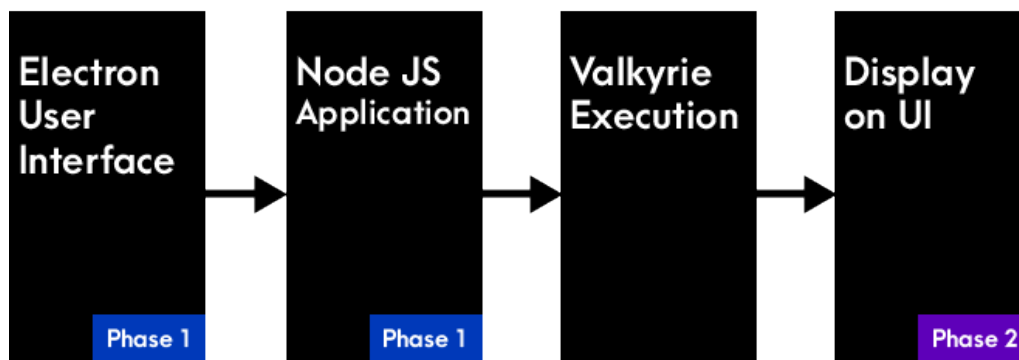 Electron
User
Interface
Phase 1
Node JS
Application
Phase 1
Valkyrie
Execution
Display
on UI
Phase 2